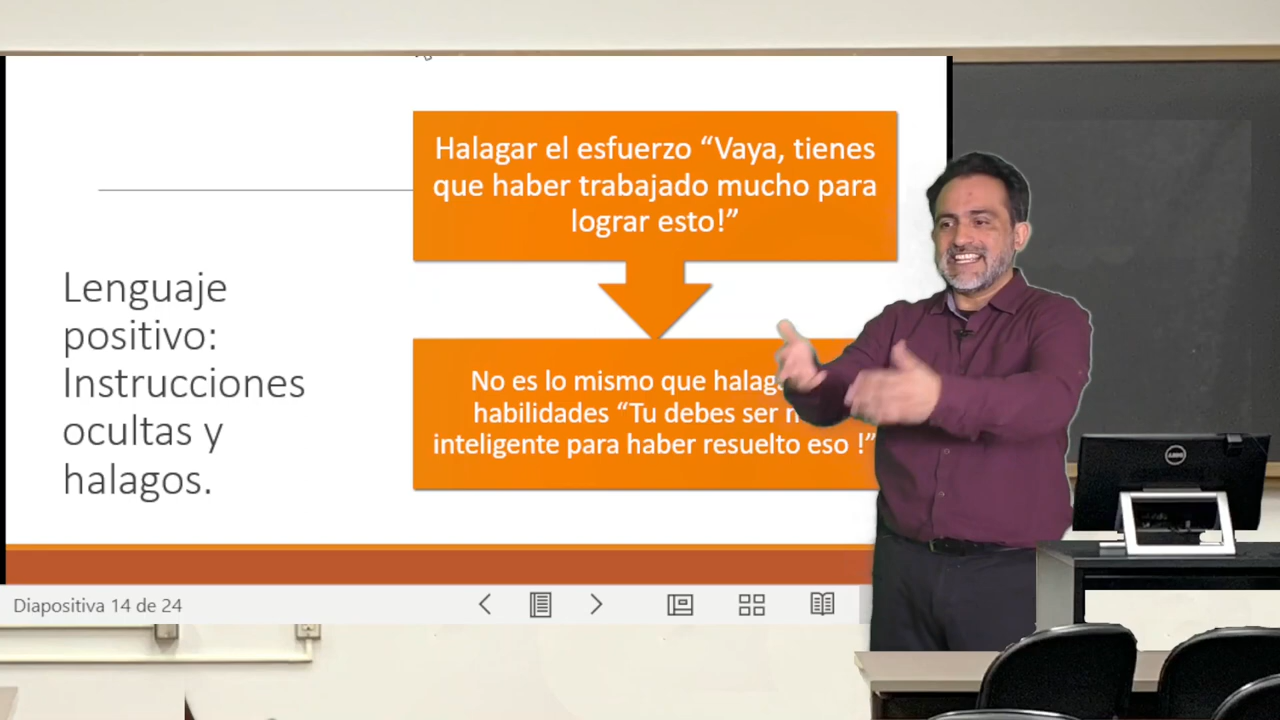 Lenguaje
positivo:
Instrucciones
ocultas y
halagos.
Halagar el esfuerzo “Vaya, tienes
que haber trabajado mucho para
lograr esto!”
No es lo mismo que
habilidades “Tu debes ser
inteligente para haber resuelto eso !”
Diapositiva 14 de 24